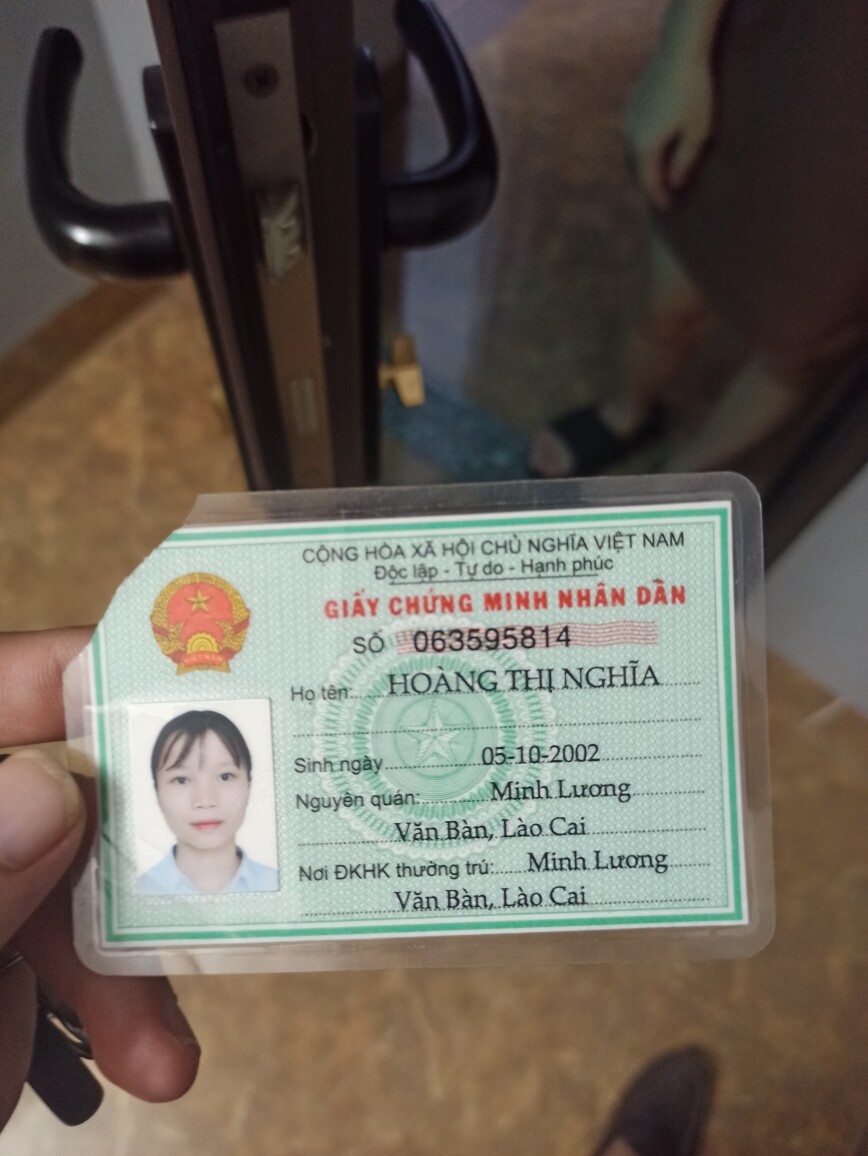 CỘNG HÒA XÃ HỘI CHỦ NGHĨA VIỆT NAM
Độc lập - Tự do - Hạnh phúc
GIẤY CHỨNG MINH NHÂN DÂN
SỐ 063595814
Họ tên: HOÀNG THỊ NGHĨA
Sinh ngày 05-10-2002
Nguyên quán: Minh Lương
Văn Bàn, Lào Cai
Nơi ĐKHK thường trú: Minh Lương
Văn Bàn, Lào Cai
VIỆT NAM